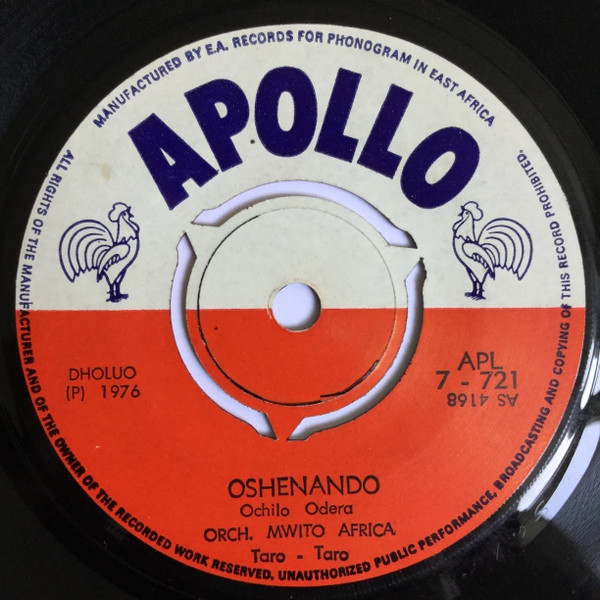 MANUFACTURED BY E.A. RECORDS FOR PHONOGRAM IN EAST AFRICA
APOLLO
ALL RIGHTS OF THE MANUFACTURER AND OF THE OWNER OF THE RECORDED WORK RESERVED. UNAUTHORIZED PUBLIC PERFORMANCE, BROADCASTING AND COPYING OF THIS RECORD PROHIBITED.
DHOLUO
(P) 1976
APL
7 - 721
AS 4168
OSHENANDO
Ochilo Odera
ORCH. MWITO AFRICA
Taro - Taro